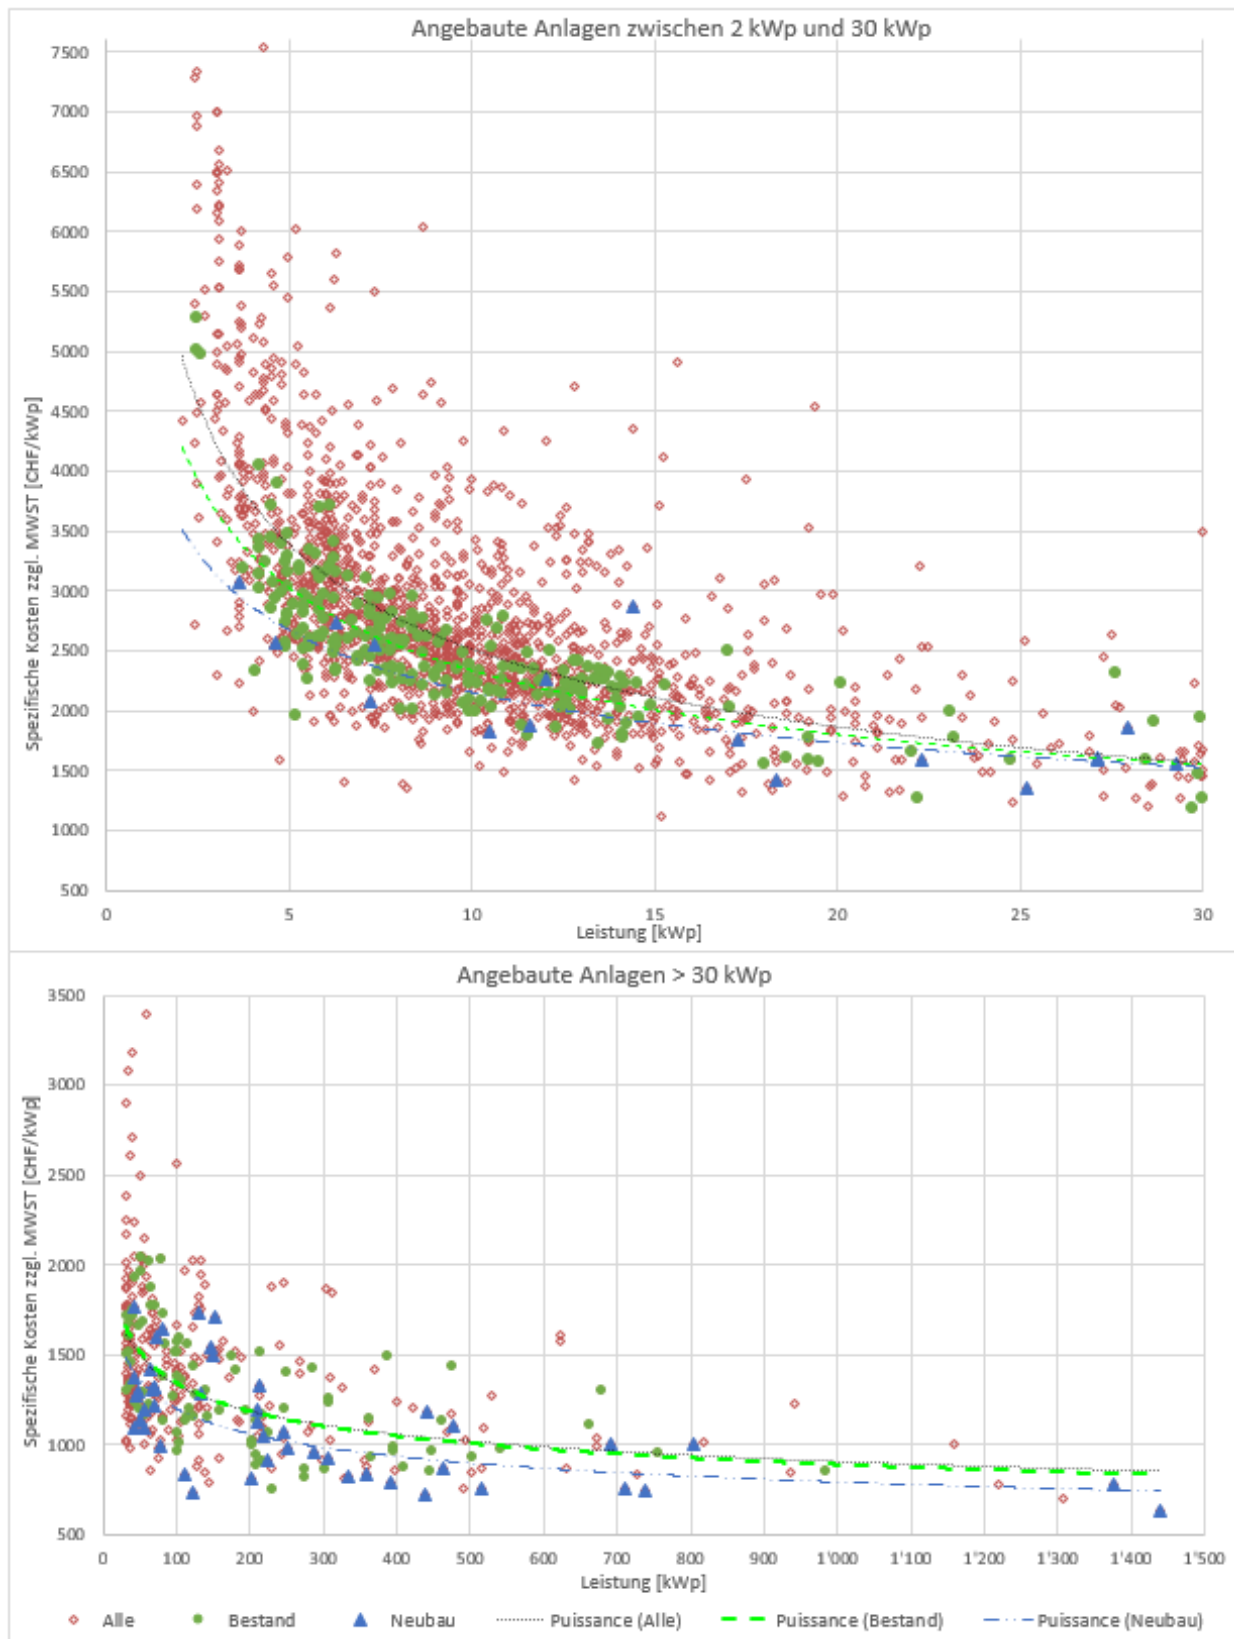 Angebaute Anlagen zwischen 2 kWp und 30 kWp
Spezifische Kosten zzgl. MWST [CHF/kWp]
7500
7000
6500
6000
5500
5000
4500
4000
3500
3000
2500
2000
1500
1000
500
0 5 10 15 20 25 30
Leistung [kWp]
Angebaute Anlagen > 30 kWp
Spezifische Kosten zzgl. MWST [CHF/kWp]
3500
3000
2500
2000
1500
1000
500
0 100 200 300 400 500 600 700 800 900 1'000 1'100 1'200 1'300 1'400 1'500
Leistung [kWp]
Alle Bestand Neubau Puissance (Alle) Puissance (Bestand) Puissance (Neubau)